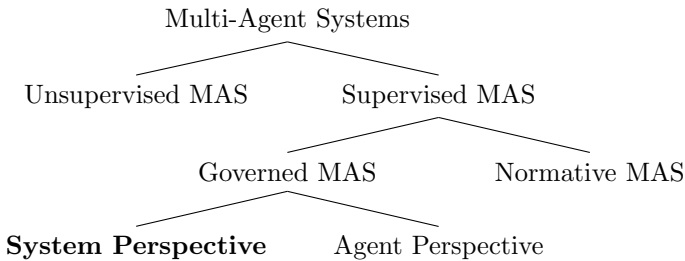 Multi-Agent Systems
Unsupervised MAS Supervised MAS
Governed MAS Normative MAS
System Perspective Agent Perspective